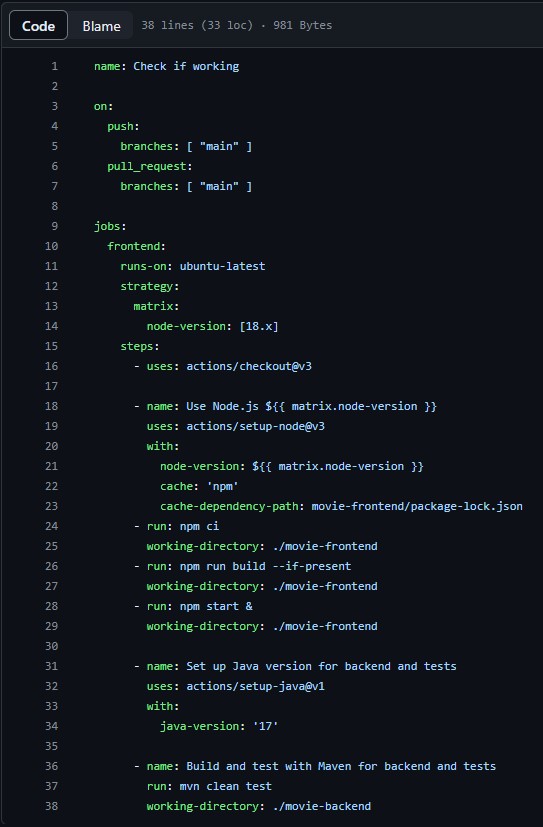 Code Blame 38 lines (33 loc) · 981 Bytes
1 name: Check if working
2
3 on:
4   push:
5     branches: [ "main" ]
6   pull_request:
7     branches: [ "main" ]
8
9 jobs:
10   frontend:
11     runs-on: ubuntu-latest
12     strategy:
13       matrix:
14         node-version: [18.x]
15     steps:
16       - uses: actions/checkout@v3
17
18       - name: Use Node.js ${{ matrix.node-version }}
19         uses: actions/setup-node@v3
20         with:
21           node-version: ${{ matrix.node-version }}
22           cache: 'npm'
23           cache-dependency-path: movie-frontend/package-lock.json
24       - run: npm ci
25         working-directory: ./movie-frontend
26       - run: npm run build --if-present
27         working-directory: ./movie-frontend
28       - run: npm start &
29         working-directory: ./movie-frontend
30
31       - name: Set up Java version for backend and tests
32         uses: actions/setup-java@v1
33         with:
34           java-version: '17'
35
36       - name: Build and test with Maven for backend and tests
37         run: mvn clean test
38         working-directory: ./movie-backend